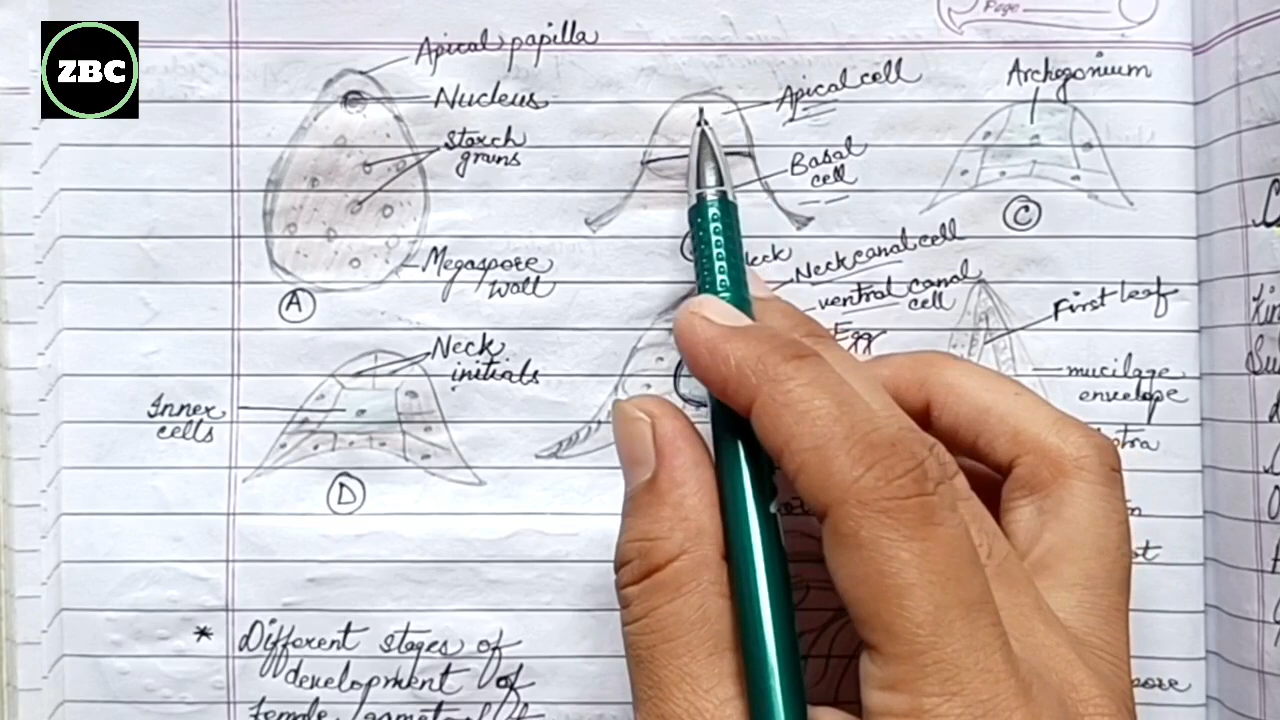 Page
ZBC
Apical papilla
Nucleus
Starch
grains
Megaspore
wall
A
Apical cell
Basal
cell
Archegonium
C
Neck canal cell
ventral canal
cell
Egg
First leaf
mucilage
envelope
Neck
initials
Inner
cells
D
* Different stages of
development of